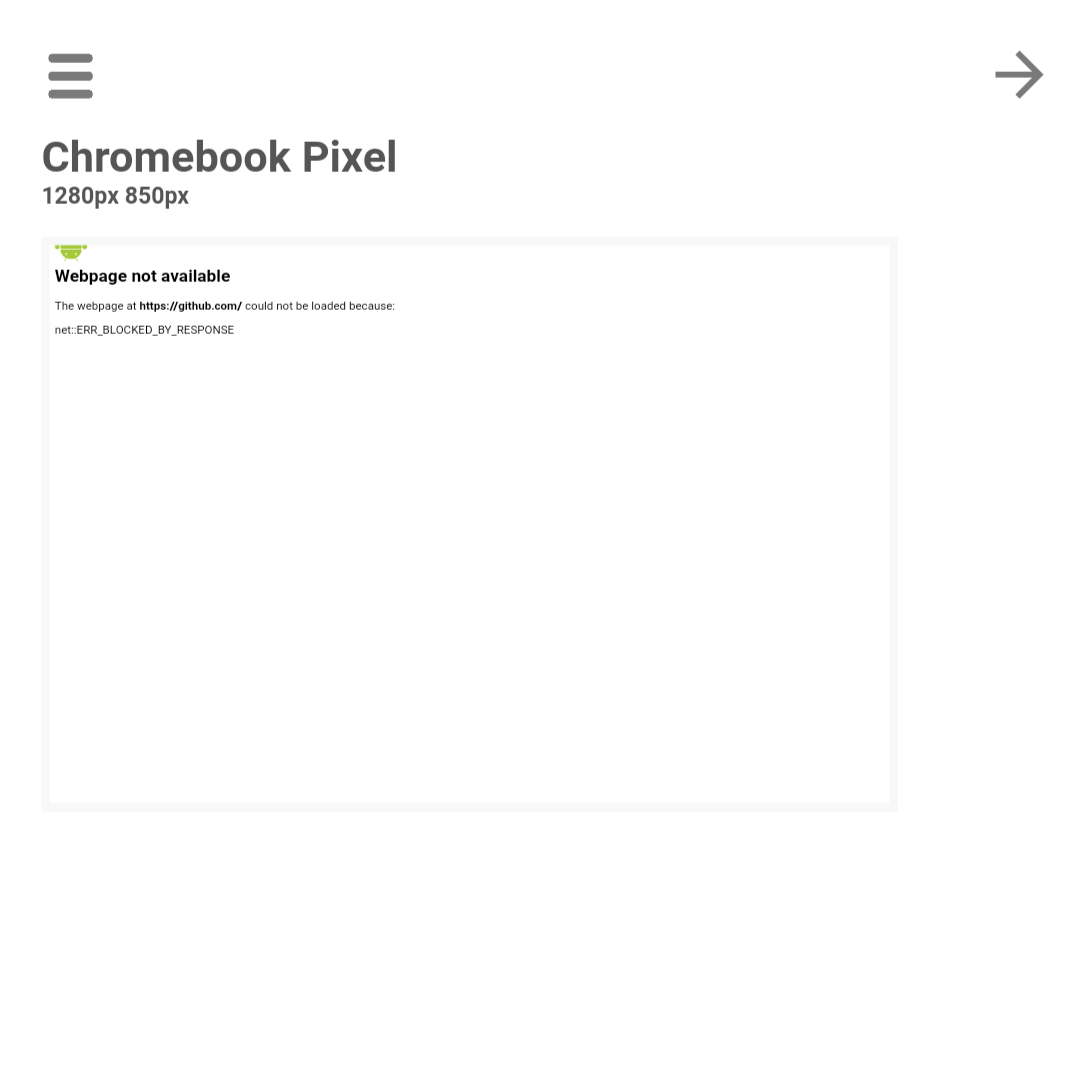 Chromebook Pixel
1280px 850px
Webpage not available
The webpage at https://github.com/ could not be loaded because:
net::ERR_BLOCKED_BY_RESPONSE